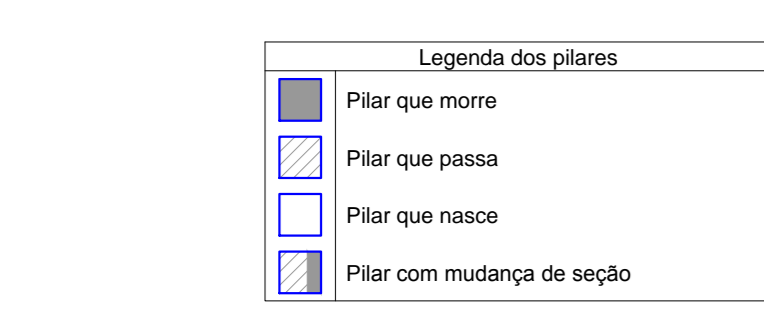 Legenda dos pilares
Pilar que morre
Pilar que passa
Pilar que nasce
Pilar com mudança de seção